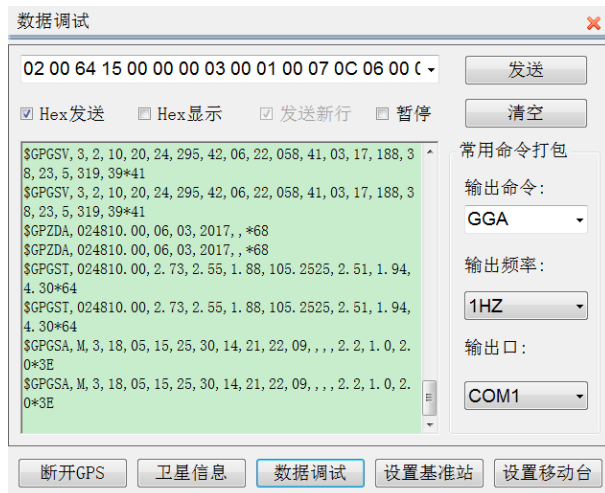 数据调试
02 00 64 15 00 00 00 03 00 01 00 07 0C 06 00
发送
Hex发送 Hex显示 发送新行 暂停
清空
$GPGSV, 3, 2, 10, 20, 24, 295, 42, 06, 22, 058, 41, 03, 17, 188, 3
8, 23, 5, 319, 39*41
$GPGSV, 3, 2, 10, 20, 24, 295, 42, 06, 22, 058, 41, 03, 17, 188, 3
8, 23, 5, 319, 39*41
$GPZDA, 024810. 00, 06, 03, 2017, , *68
$GPZDA, 024810. 00, 06, 03, 2017, , *68
$GPGST, 024810. 00, 2. 73, 2. 55, 1. 88, 105. 2525, 2. 51, 1. 94,
4. 30*64
$GPGST, 024810. 00, 2. 73, 2. 55, 1. 88, 105. 2525, 2. 51, 1. 94,
4. 30*64
$GPGSA, M, 3, 18, 05, 15, 25, 30, 14, 21, 22, 09, , , , 2. 2, 1. 0, 2.
0*3E
$GPGSA, M, 3, 18, 05, 15, 25, 30, 14, 21, 22, 09, , , , 2. 2, 1. 0, 2.
0*3E
常用命令打包
输出命令:
GGA
输出频率:
1HZ
输出口:
COM1
断开GPS 卫星信息 数据调试 设置基准站 设置移动台